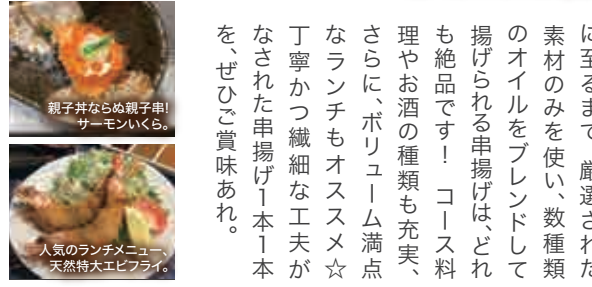 に至るまで、厳選された
素材のみを使い、数種類
のオイルをブレンドして
揚げられる串揚げは、どれ
も絶品です！　コース料
理やお酒の種類も充実、
さらに、ボリューム満点
なランチもオススメ☆
丁寧かつ繊細な工夫が
なされた串揚げ1本1本
を、ぜひご賞味あれ。
親子丼ならぬ親子串!
サーモンいくら。
人気のランチメニュー、
天然特大エビフライ。